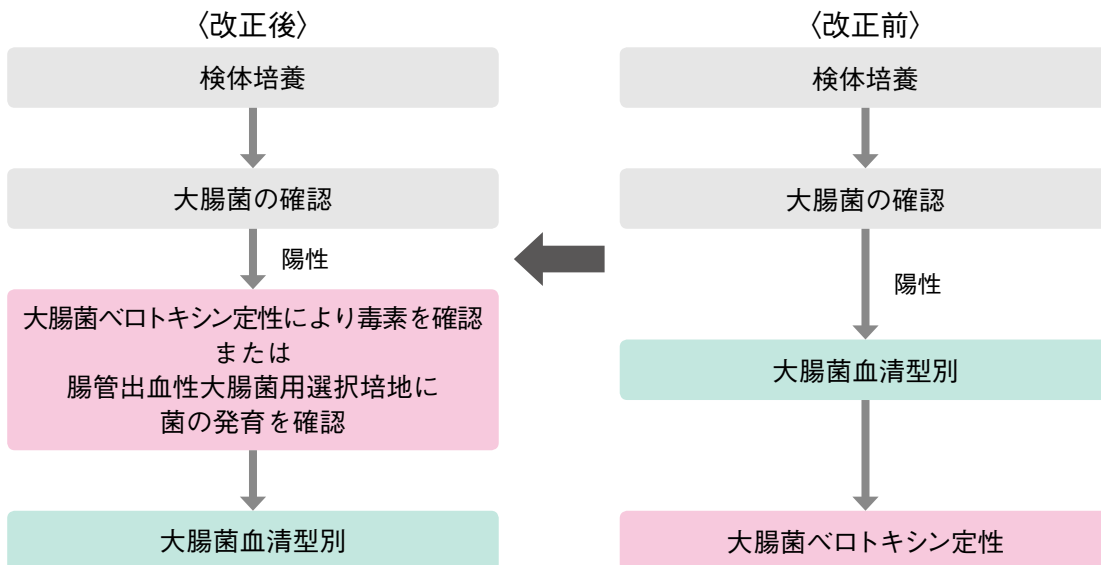 〈改正後〉
検体培養
大腸菌の確認
陽性
大腸菌ベロトキシン定性により毒素を確認
または
腸管出血性大腸菌用選択培地に
菌の発育を確認
大腸菌血清型別
〈改正前〉
検体培養
大腸菌の確認
陽性
大腸菌血清型別
大腸菌ベロトキシン定性